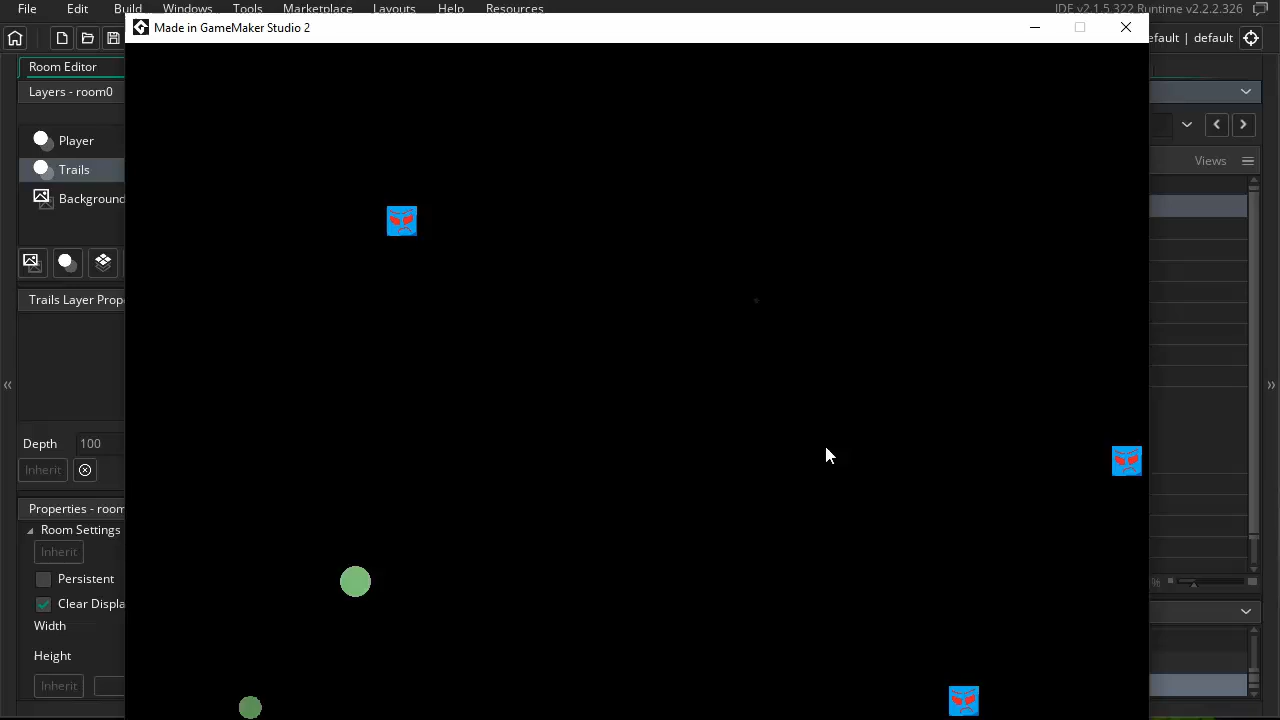 File Edit Build Windows Tools Marketplace Layouts Help Resources IDE v2.1.5.322 Runtime v2.2.2.326
Made in GameMaker Studio 2
efault | default
Room Editor
Layers - room0
Player
Views
Trails
Background
Trails Layer Prop
Depth 100
Inherit
Properties - room
Room Settings
Inherit
Persistent
%
Clear Displa
Width
Height
Inherit